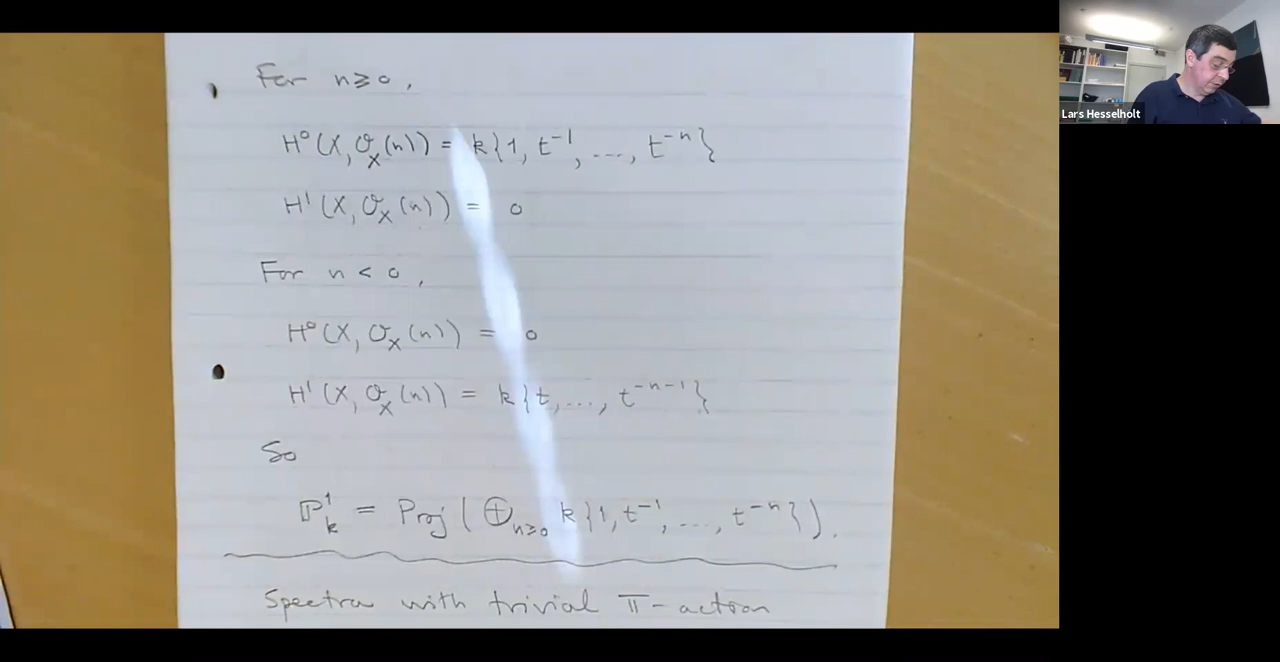 For n ≥ 0,
H⁰(X, O_X(n)) = k{1, t⁻¹, ..., t⁻ⁿ}
H¹(X, O_X(n)) = 0
For n < 0,
H⁰(X, O_X(n)) = 0
H¹(X, O_X(n)) = k{t, ..., t⁻ⁿ⁻¹}
So
ℙ¹_k = Proj(⊕_{n≥0} k{1, t⁻¹, ..., t⁻ⁿ}).
Spectra with trivial 𝕋-action
Lars Hesselholt